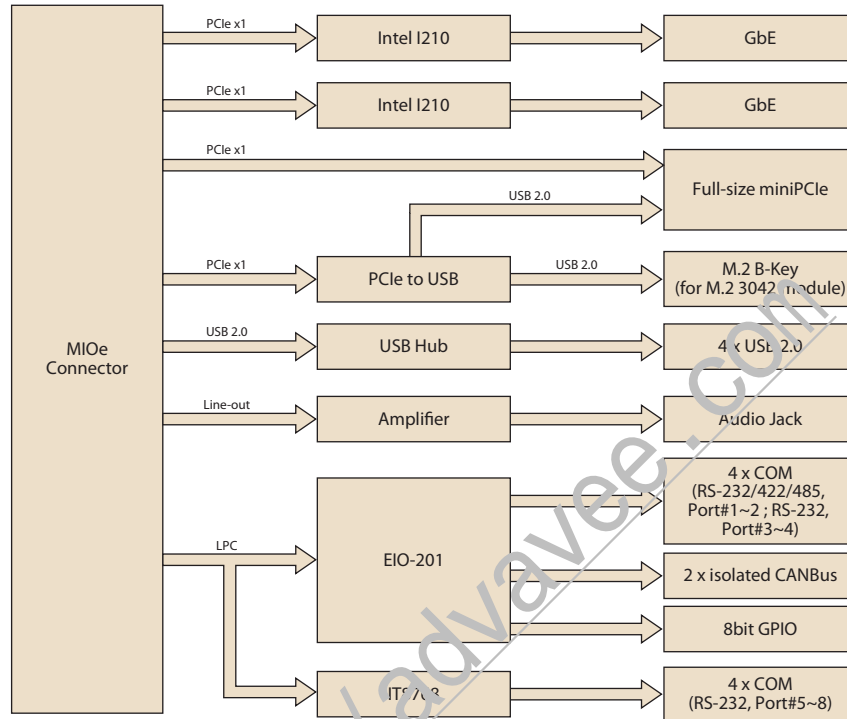 PCIe x1
Intel I210
GbE
PCIe x1
Intel I210
GbE
PCIe x1
Full-size miniPCIe
USB 2.0
PCIe x1
PCIe to USB
USB 2.0
M.2 B-Key
(for M.2 3042 module)
MIOe
Connector
USB 2.0
USB Hub
4 x USB 2.0
Line-out
Amplifier
Audio Jack
LPC
EIO-201
4 x COM
(RS-232/422/485,
Port#1~2 ; RS-232,
Port#3~4)
2 x isolated CANBus
8bit GPIO
4 x COM
(RS-232, Port#5~8)
/advavee.com